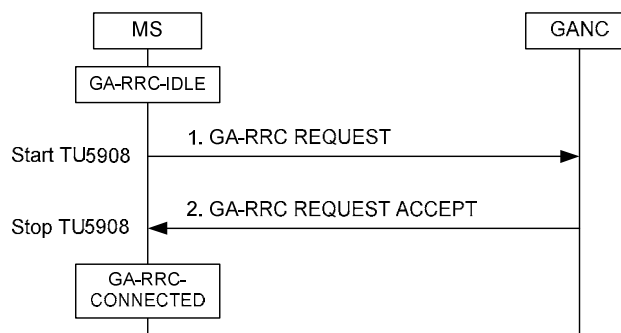 MS
GANC
GA-RRC-IDLE
1. GA-RRC REQUEST
Start TU5908
2. GA-RRC REQUEST ACCEPT
Stop TU5908
GA-RRC-
CONNECTED